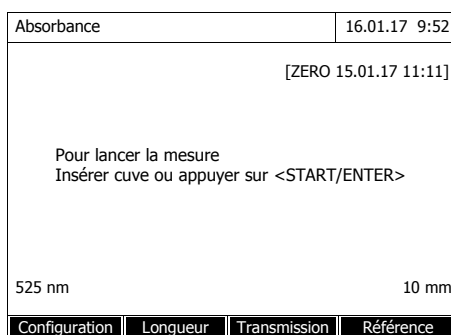 Absorbance 16.01.17 9:52
[ZERO 15.01.17 11:11]
Pour lancer la mesure
Insérer cuve ou appuyer sur <START/ENTER>
525 nm 10 mm
Configuration Longueur Transmission Référence